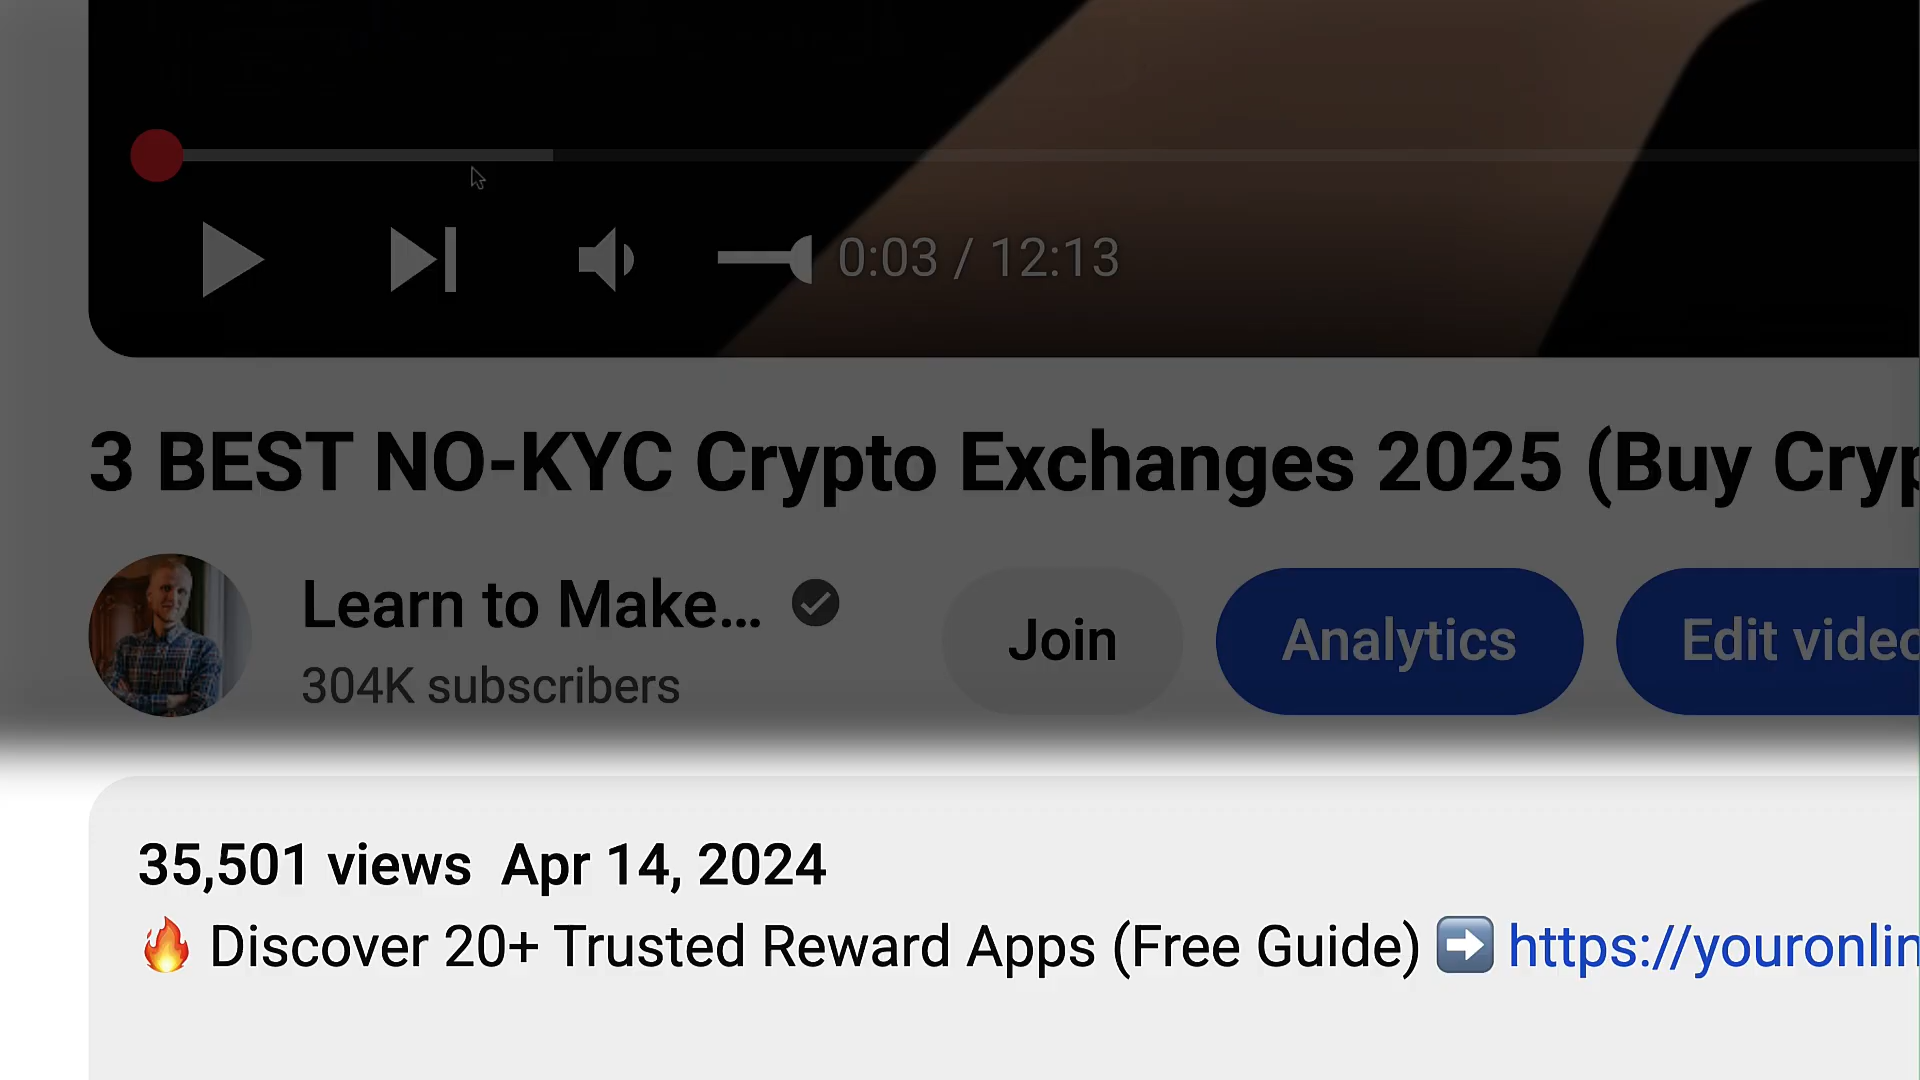 0:03 / 12:13
3 BEST NO-KYC Crypto Exchanges 2025 (Buy Cryp
Learn to Make...
Join
Analytics
Edit video
304K subscribers
35,501 views Apr 14, 2024
🔥 Discover 20+ Trusted Reward Apps (Free Guide) ➡️ https://youronlin